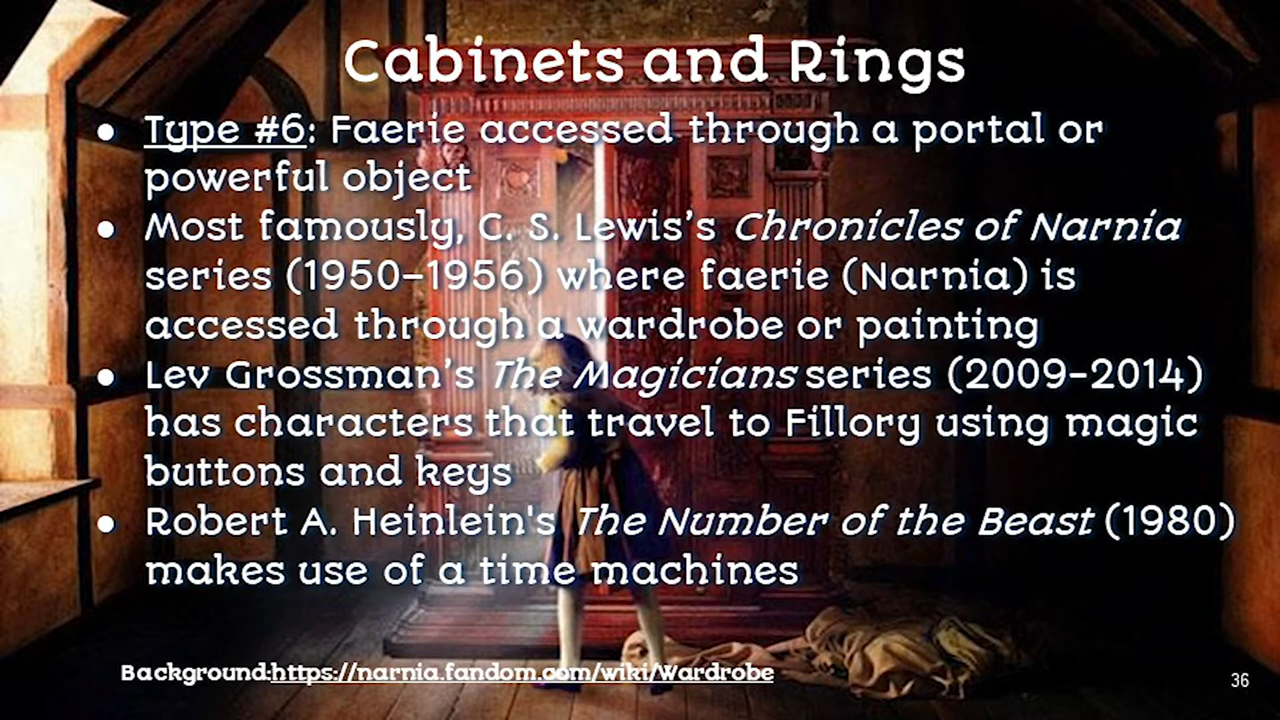 Cabinets and Rings
● Type #6: Faerie accessed through a portal or
powerful object
● Most famously, C. S. Lewis’s Chronicles of Narnia
series (1950–1956) where faerie (Narnia) is
accessed through a wardrobe or painting
● Lev Grossman’s The Magicians series (2009–2014)
has characters that travel to Fillory using magic
buttons and keys
● Robert A. Heinlein's The Number of the Beast (1980)
makes use of a time machines
Background:https://narnia.fandom.com/wiki/Wardrobe
36